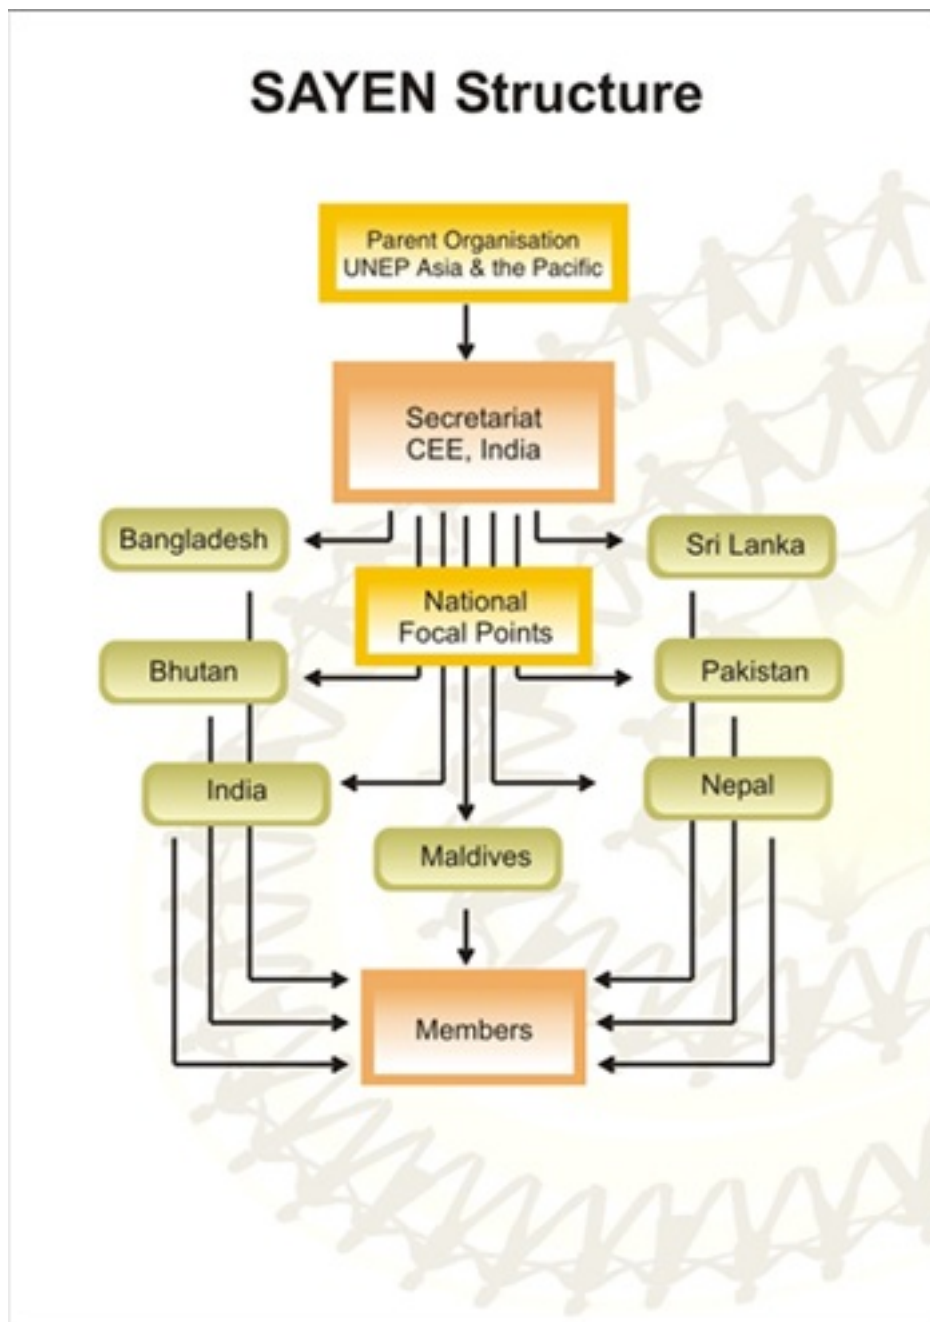 SAYEN Structure
Parent Organisation
UNEP Asia & the Pacific
Secretariat
CEE, India
Bangladesh
Sri Lanka
National
Focal Points
Bhutan
Pakistan
India
Nepal
Maldives
Members